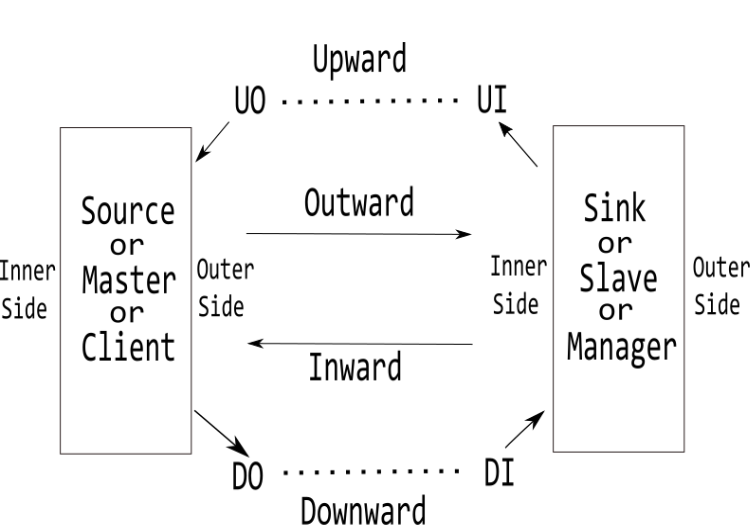 Upward
UO ............ UI
Outward
Source
or
Master
or
Client
Sink
or
Slave
or
Manager
Inner
Side
Outer
Side
Inner
Side
Outer
Side
Inward
DO ............ DI
Downward